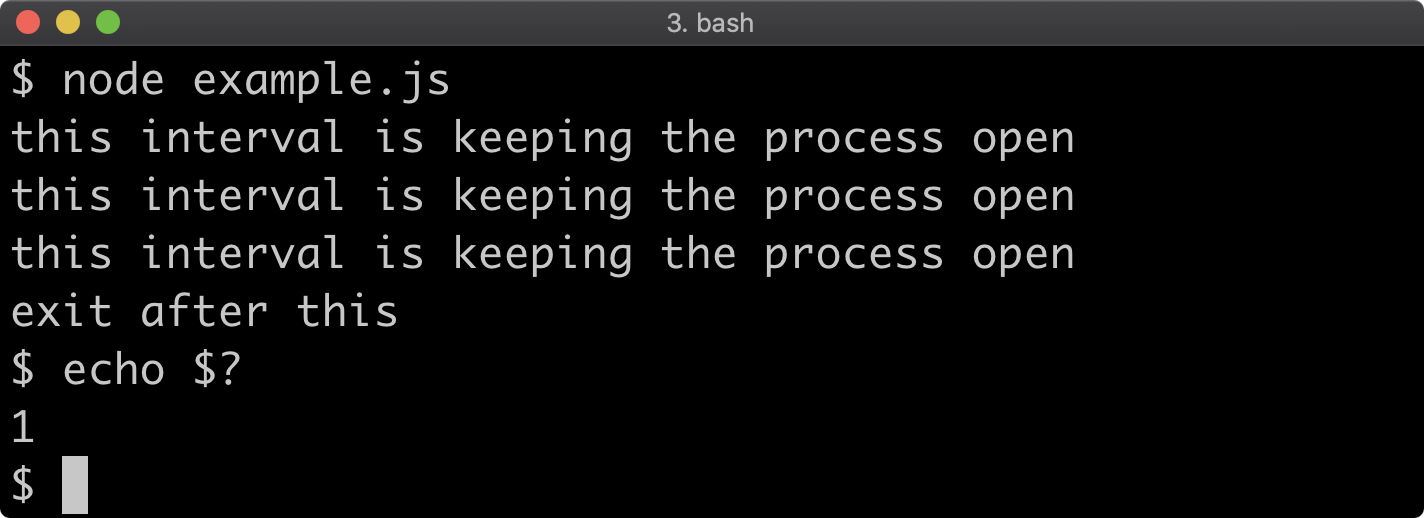 3. bash
$ node example.js
this interval is keeping the process open
this interval is keeping the process open
this interval is keeping the process open
exit after this
$ echo $?
1
$